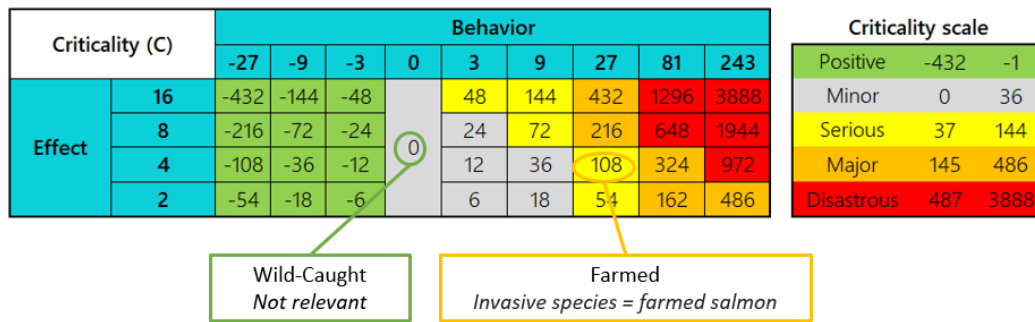 Criticality (C) Behavior
-27 -9 -3 0 3 9 27 81 243
Effect
16 -432 -144 -48 48 144 432 1296 3888
8 -216 -72 -24 24 72 216 648 1944
0
4 -108 -36 -12 12 36 108 324 972
2 -54 -18 -6 6 18 54 162 486
Criticality scale
Positive -432 -1
Minor 0 36
Serious 37 144
Major 145 486
Disastrous 487 3888
Wild-Caught
Not relevant
Farmed
Invasive species = farmed salmon